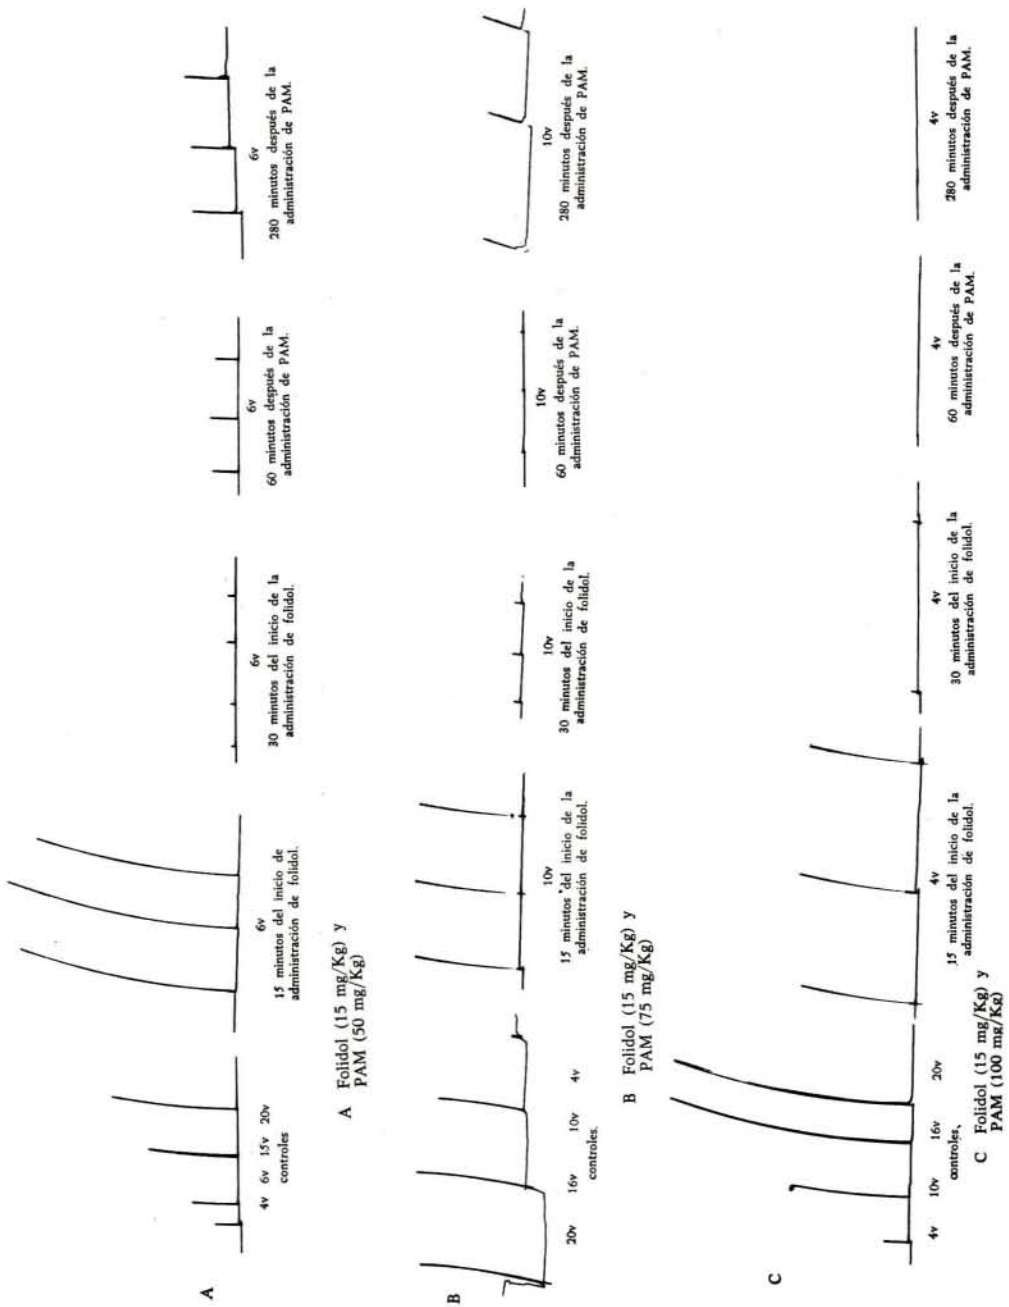 A
4v 6v 15v 20v
controles
6v
15 minutos del inicio de
administración de folidol.
6v
30 minutos del inicio de la
administración de folidol.
6v
60 minutos después de la
administración de PAM.
6v
280 minutos después de la
administración de PAM.
A Folidol (15 mg/Kg) y
PAM (50 mg/Kg)
B
20v 16v 10v 4v
controles.
10v
15 minutos del inicio de la
administración de folidol.
10v
30 minutos del inicio de la
administración de folidol.
10v
60 minutos después de la
administración de PAM.
10v
280 minutos después de la
administración de PAM.
B Folidol (15 mg/Kg) y
PAM (75 mg/Kg)
C
4v 10v 16v 20v
controles.
4v
15 minutos del inicio de la
administración de folidol.
4v
30 minutos del inicio de la
administración de folidol.
4v
60 minutos después de la
administración de PAM.
4v
280 minutos después de la
administración de PAM.
C Folidol (15 mg/Kg) y
PAM (100 mg/Kg)